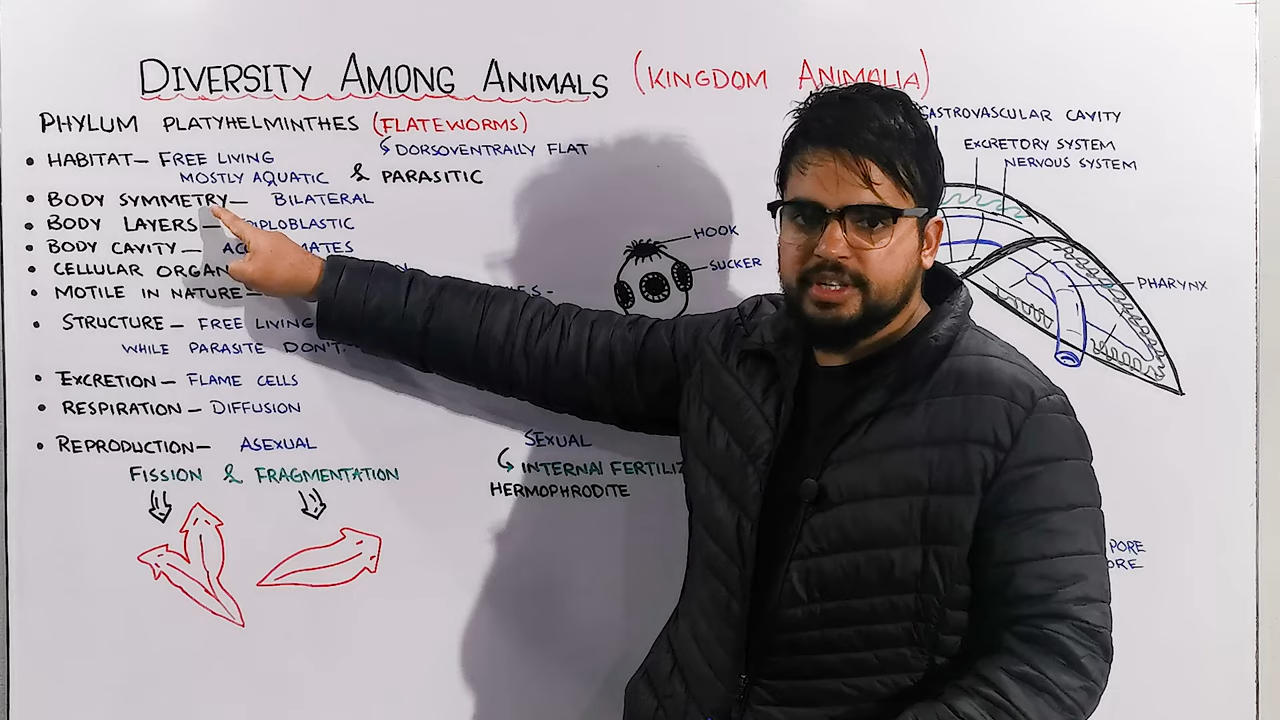 DIVERSITY AMONG ANIMALS (KINGDOM ANIMALIA)
PHYLUM PLATYHELMINTHES (FLATEWORMS)
DORSOVENTRALLY FLAT
• HABITAT – FREE LIVING
MOSTLY AQUATIC & PARASITIC
• BODY SYMMETRY – BILATERAL
• BODY LAYERS –
• BODY CAVITY –
• CELLULAR
• MOTILE IN NATURE –
• STRUCTURE – FREE LIVING
WHILE PARASITE DON'T
• EXCRETION – FLAME CELLS
• RESPIRATION – DIFFUSION
• REPRODUCTION – ASEXUAL
FISSION & FRAGMENTATION
SEXUAL
INTERNAL
HERMOPHRODITE
HOOK
SUCKER
GASTROVASCULAR CAVITY
EXCRETORY SYSTEM
NERVOUS SYSTEM
PHARYNX
PORE